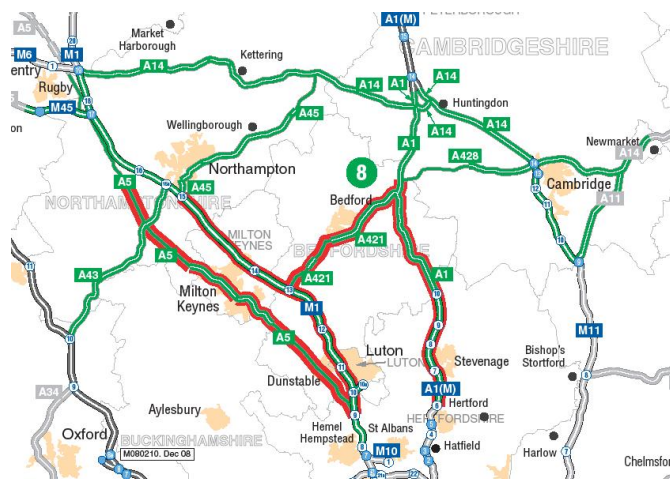 A5
M1
Market
Harborough
A1(M)
PETERBOROUGH
CAMBRIDGESHIRE
M6
entry
Rugby
A14
Kettering
A1
A14
A14
A14
Huntingdon
M45
on
Wellingborough
A45
A1
Newmarket
A14
A428
Northampton
A5
A45
8
Bedford
Cambridge
A11
NORTHAMPTONSHIRE
MILTON
KEYNES
A421
BEDFORDSHIRE
A5
A421
A1
A43
Milton
Keynes
M1
M11
A5
Luton
LUTON
Stevenage
Bishop's
Stortford
Dunstable
A1(M)
Hertford
A34
Aylesbury
HERTFORDSHIRE
Hemel
Hempstead
St Albans
Oxford
BUCKINGHAMSHIRE
M080210. Dec 08
M10
Hatfield
Harlow
Chelmsfo